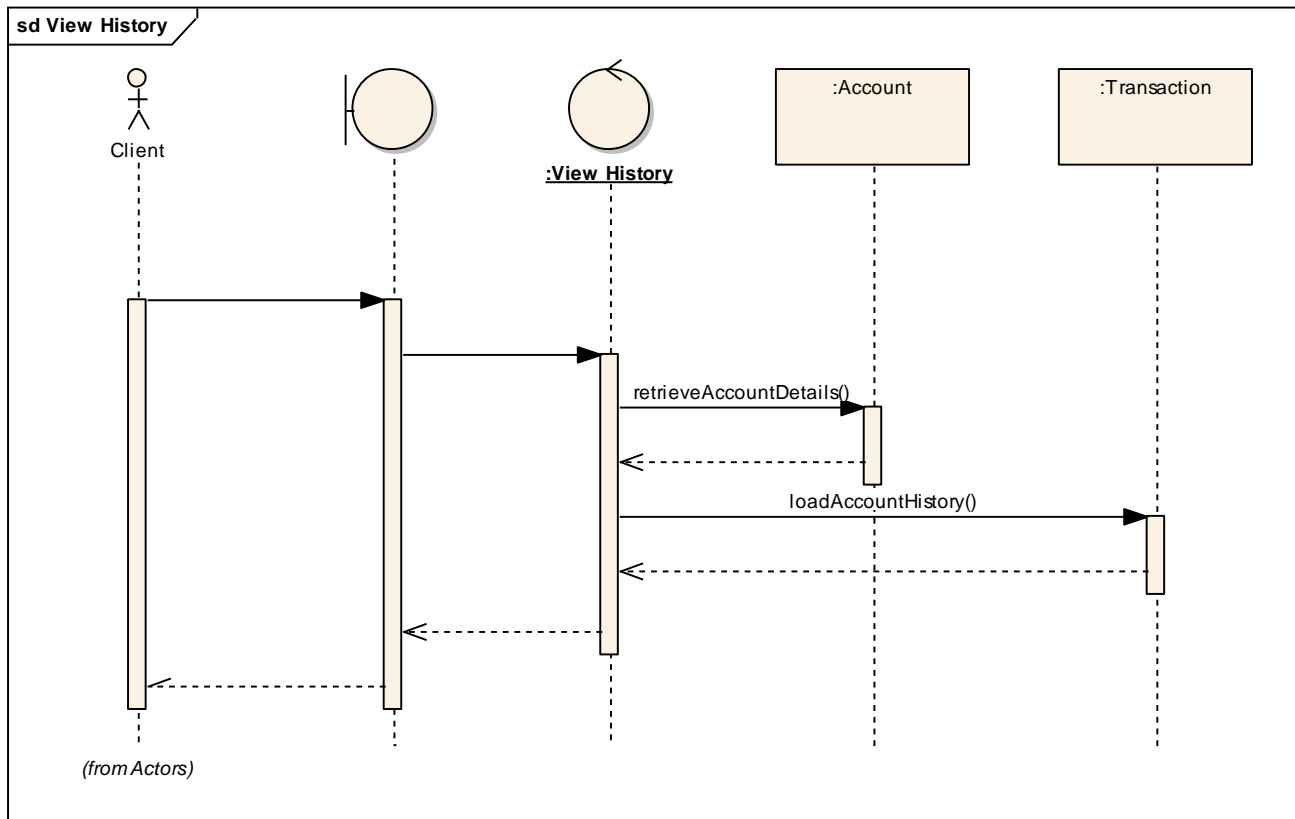 sd View History
Client
:View History
:Account
:Transaction
retrieveAccountDetails()
loadAccountHistory()
(from Actors)